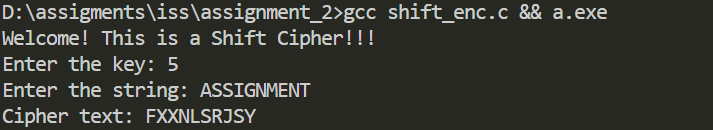 D:\assigments\iss\assignment_2>gcc shift_enc.c && a.exe
Welcome! This is a Shift Cipher!!!
Enter the key: 5
Enter the string: ASSIGNMENT
Cipher text: FXXNLSRJSY